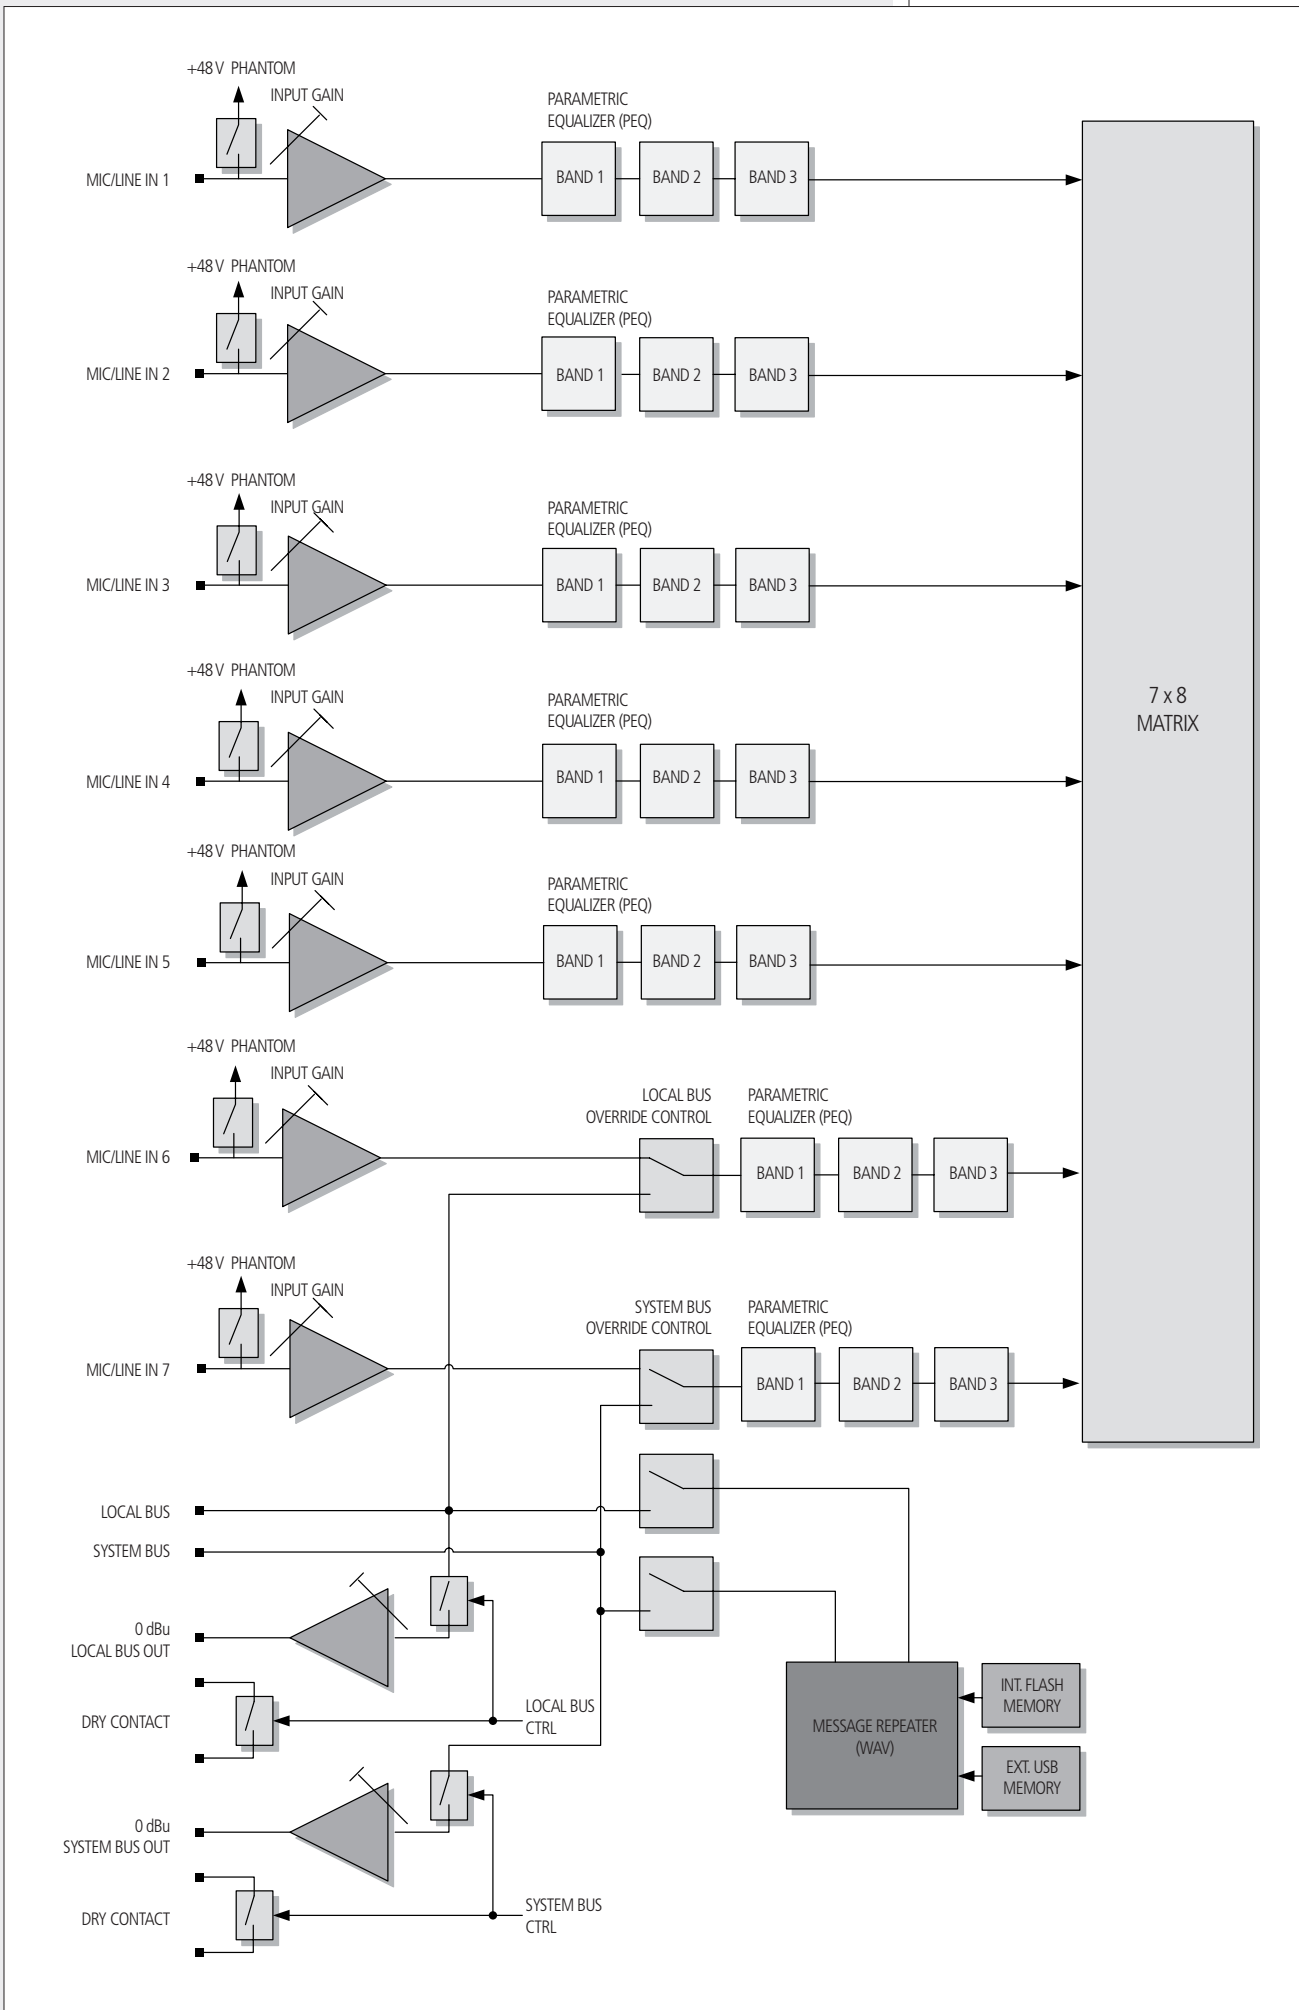 +48 V PHANTOM
INPUT GAIN
PARAMETRIC
EQUALIZER (PEQ)
MIC/LINE IN 1
BAND 1
BAND 2
BAND 3
+48 V PHANTOM
INPUT GAIN
PARAMETRIC
EQUALIZER (PEQ)
MIC/LINE IN 2
BAND 1
BAND 2
BAND 3
+48 V PHANTOM
INPUT GAIN
PARAMETRIC
EQUALIZER (PEQ)
MIC/LINE IN 3
BAND 1
BAND 2
BAND 3
+48 V PHANTOM
INPUT GAIN
PARAMETRIC
EQUALIZER (PEQ)
7 x 8
MATRIX
MIC/LINE IN 4
BAND 1
BAND 2
BAND 3
+48 V PHANTOM
INPUT GAIN
PARAMETRIC
EQUALIZER (PEQ)
MIC/LINE IN 5
BAND 1
BAND 2
BAND 3
+48 V PHANTOM
INPUT GAIN
LOCAL BUS
OVERRIDE CONTROL
PARAMETRIC
EQUALIZER (PEQ)
MIC/LINE IN 6
BAND 1
BAND 2
BAND 3
+48 V PHANTOM
INPUT GAIN
SYSTEM BUS
OVERRIDE CONTROL
PARAMETRIC
EQUALIZER (PEQ)
MIC/LINE IN 7
BAND 1
BAND 2
BAND 3
LOCAL BUS
SYSTEM BUS
0 dBu
LOCAL BUS OUT
DRY CONTACT
LOCAL BUS
CTRL
MESSAGE REPEATER
(WAV)
INT. FLASH
MEMORY
EXT. USB
MEMORY
0 dBu
SYSTEM BUS OUT
DRY CONTACT
SYSTEM BUS
CTRL